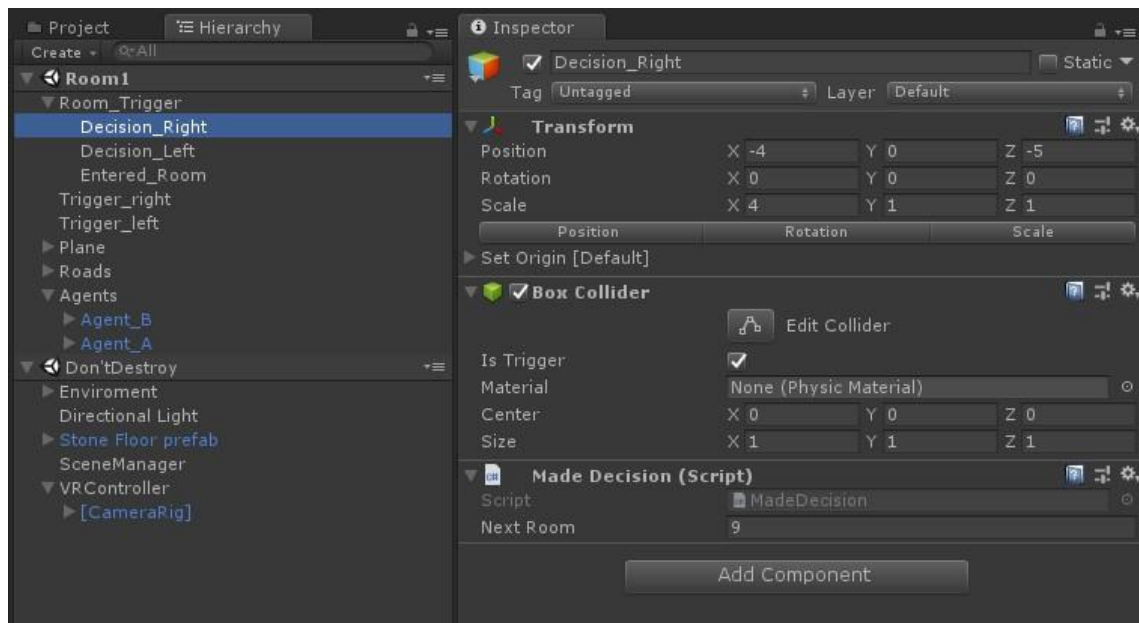 Project
Hierarchy
Create
All
Room1
Room_Trigger
Decision_Right
Decision_Left
Entered_Room
Trigger_right
Trigger_left
Plane
Roads
Agents
Agent_B
Agent_A
Don'tDestroy
Enviroment
Directional Light
Stone Floor prefab
SceneManager
VRController
[CameraRig]
Inspector
Decision_Right Static
Tag Untagged Layer Default
Transform
Position X -4 Y 0 Z -5
Rotation X 0 Y 0 Z 0
Scale X 4 Y 1 Z 1
Position Rotation Scale
Set Origin [Default]
Box Collider
Edit Collider
Is Trigger
Material None (Physic Material)
Center X 0 Y 0 Z 0
Size X 1 Y 1 Z 1
C#
Made Decision (Script)
Script MadeDecision
Next Room 9
Add Component